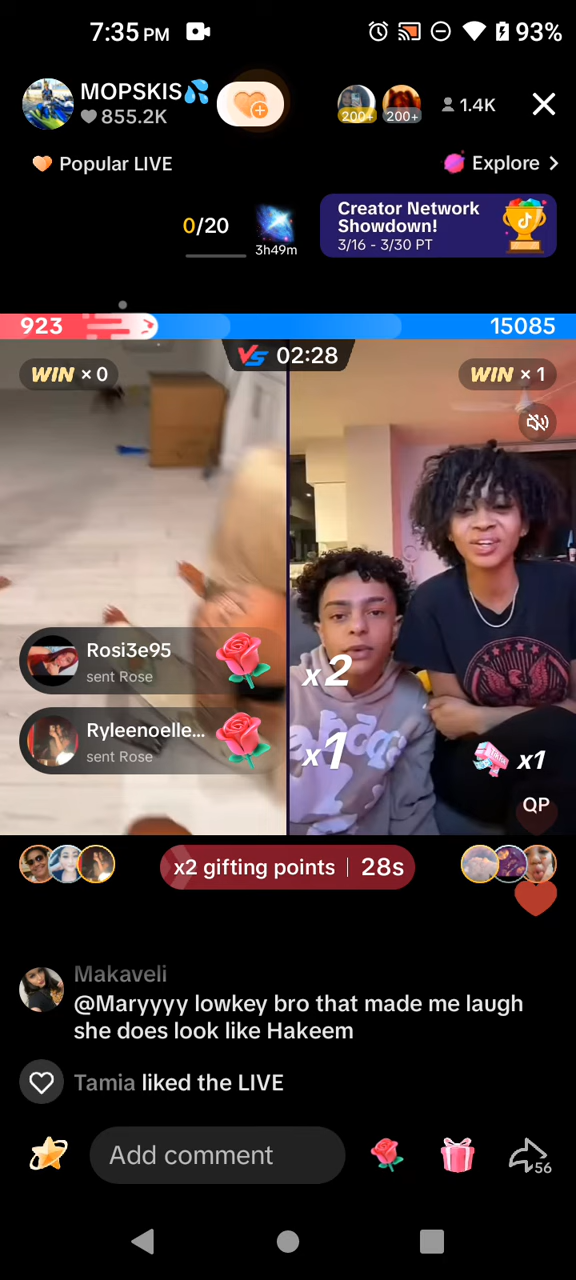 7:35 PM
93%
MOPSKIS💦
855.2K
200+
200+
1.4K
Popular LIVE
Explore >
0/20
3h49m
Creator Network
Showdown!
3/16 - 3/30 PT
923
15085
VS 02:28
WIN × 0
WIN × 1
Rosi3e95
sent Rose
x2
Ryleenoelle...
sent Rose
x1
x1
QP
x2 gifting points | 28s
Makaveli
@Maryyyy lowkey bro that made me laugh
she does look like Hakeem
Tamia liked the LIVE
Add comment
56